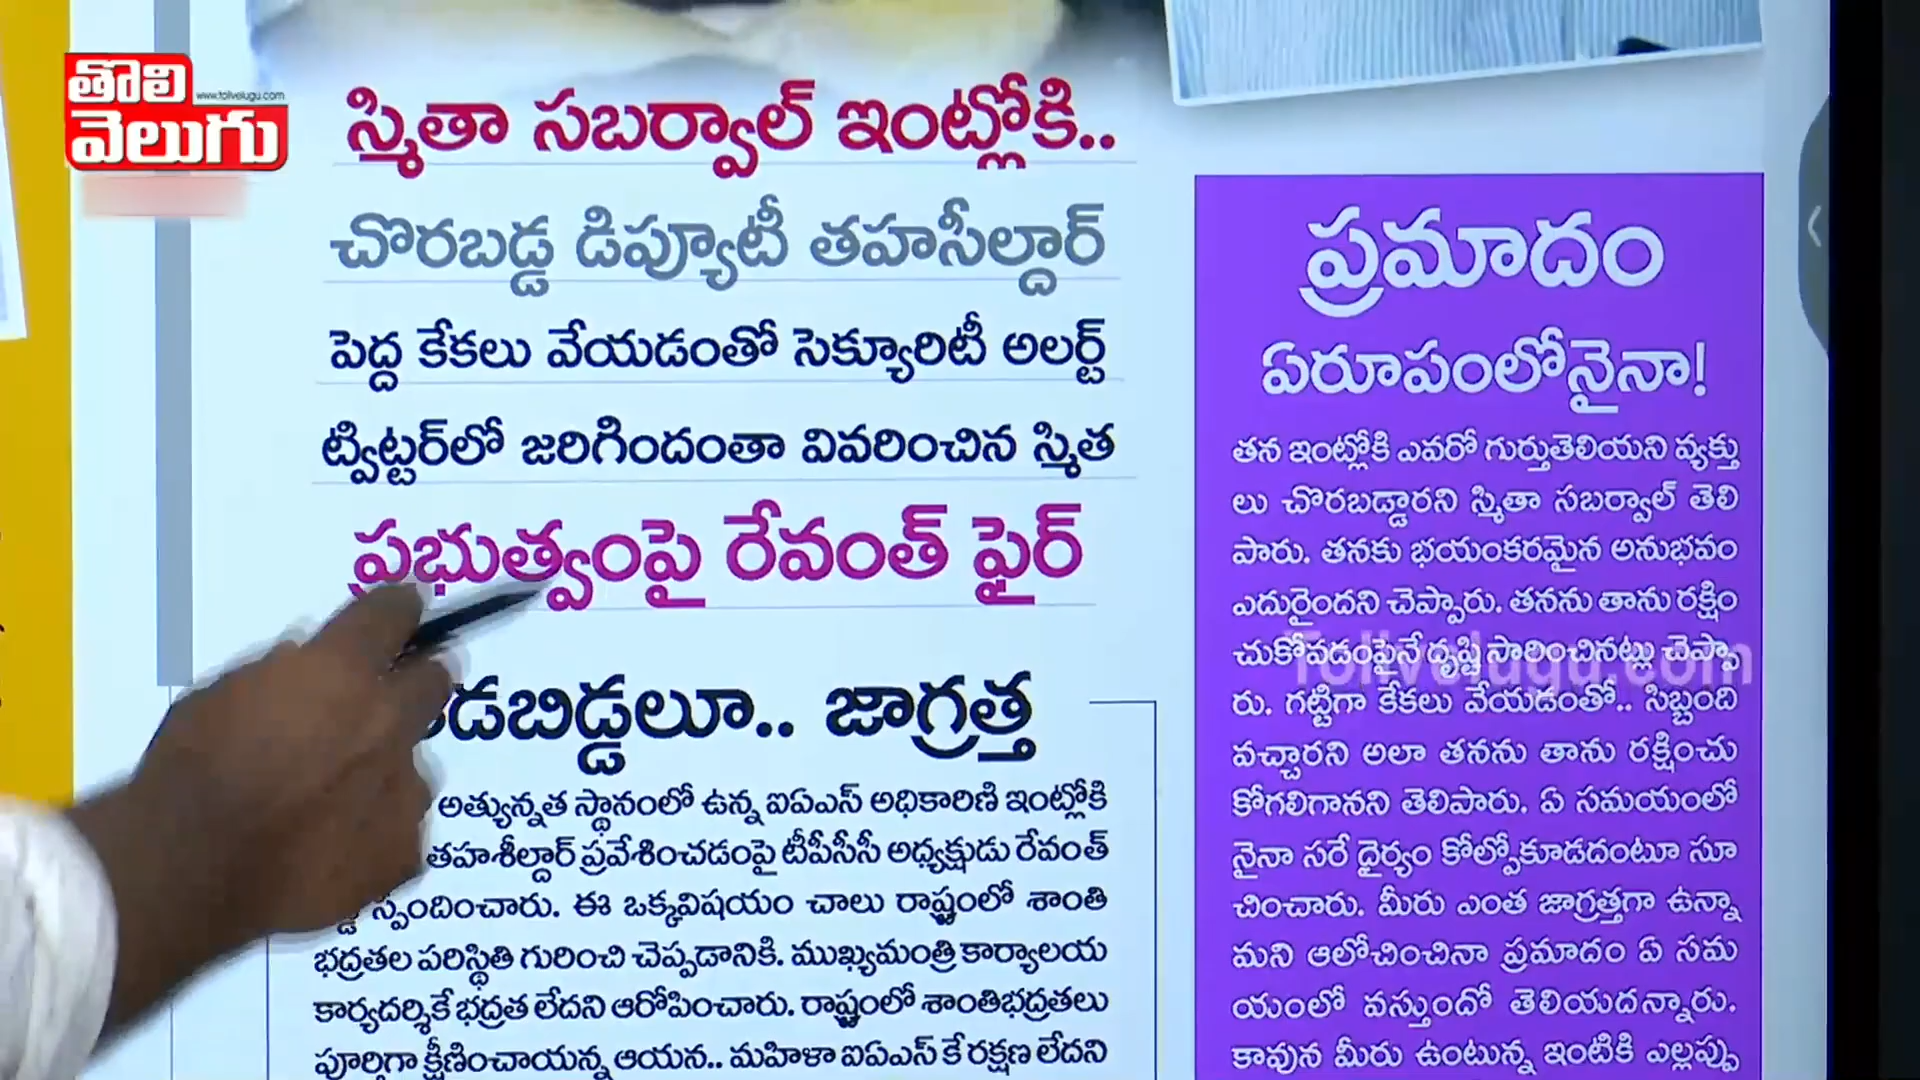 తొలి
వెలుగు
www.tolivelugu.com
స్మితా సబర్వాల్ ఇంట్లోకి..
చొరబడ్డ డిప్యూటీ తహసీల్దార్
పెద్ద కేకలు వేయడంతో సెక్యూరిటీ అలర్ట్
ట్విట్టర్‌లో జరిగిందంతా వివరించిన స్మిత
ప్రభుత్వంపై రేవంత్ ఫైర్
డబిడ్డలూ.. జాగ్రత్త
అత్యున్నత స్థానంలో ఉన్న ఐఏఎస్ అధికారిణి ఇంట్లోకి
తహశీల్దార్ ప్రవేశించడంపై టీపీసీసీ అధ్యక్షుడు రేవంత్
స్పందించారు. ఈ ఒక్కవిషయం చాలు రాష్ట్రంలో శాంతి
భద్రతల పరిస్థితి గురించి చెప్పడానికి. ముఖ్యమంత్రి కార్యాలయ
కార్యదర్శికే భద్రత లేదని ఆరోపించారు. రాష్ట్రంలో శాంతిభద్రతలు
పూర్తిగా క్షీణించాయన్న ఆయన.. మహిళా ఐఏఎస్ కే రక్షణ లేదని
ప్రమాదం
ఏరూపంలోనైనా!
తన ఇంట్లోకి ఎవరో గుర్తుతెలియని వ్యక్తు
లు చొరబడ్డారని స్మితా సబర్వాల్ తెలి
పారు. తనకు భయంకరమైన అనుభవం
ఎదురైందని చెప్పారు. తనను తాను రక్షిం
చుకోవడంపైనే దృష్టి సారించినట్లు చెప్పా
రు. గట్టిగా కేకలు వేయడంతో.. సిబ్బంది
వచ్చారని అలా తనను తాను రక్షించు
కోగలిగానని తెలిపారు. ఏ సమయంలో
నైనా సరే ధైర్యం కోల్పోకూడదంటూ సూ
చించారు. మీరు ఎంత జాగ్రత్తగా ఉన్నా
మని ఆలోచించినా ప్రమాదం ఏ సమ
యంలో వస్తుందో తెలియదన్నారు.
కావున మీరు ఉంటున్న ఇంటికి ఎల్లప్పు
Tolivelugu.com